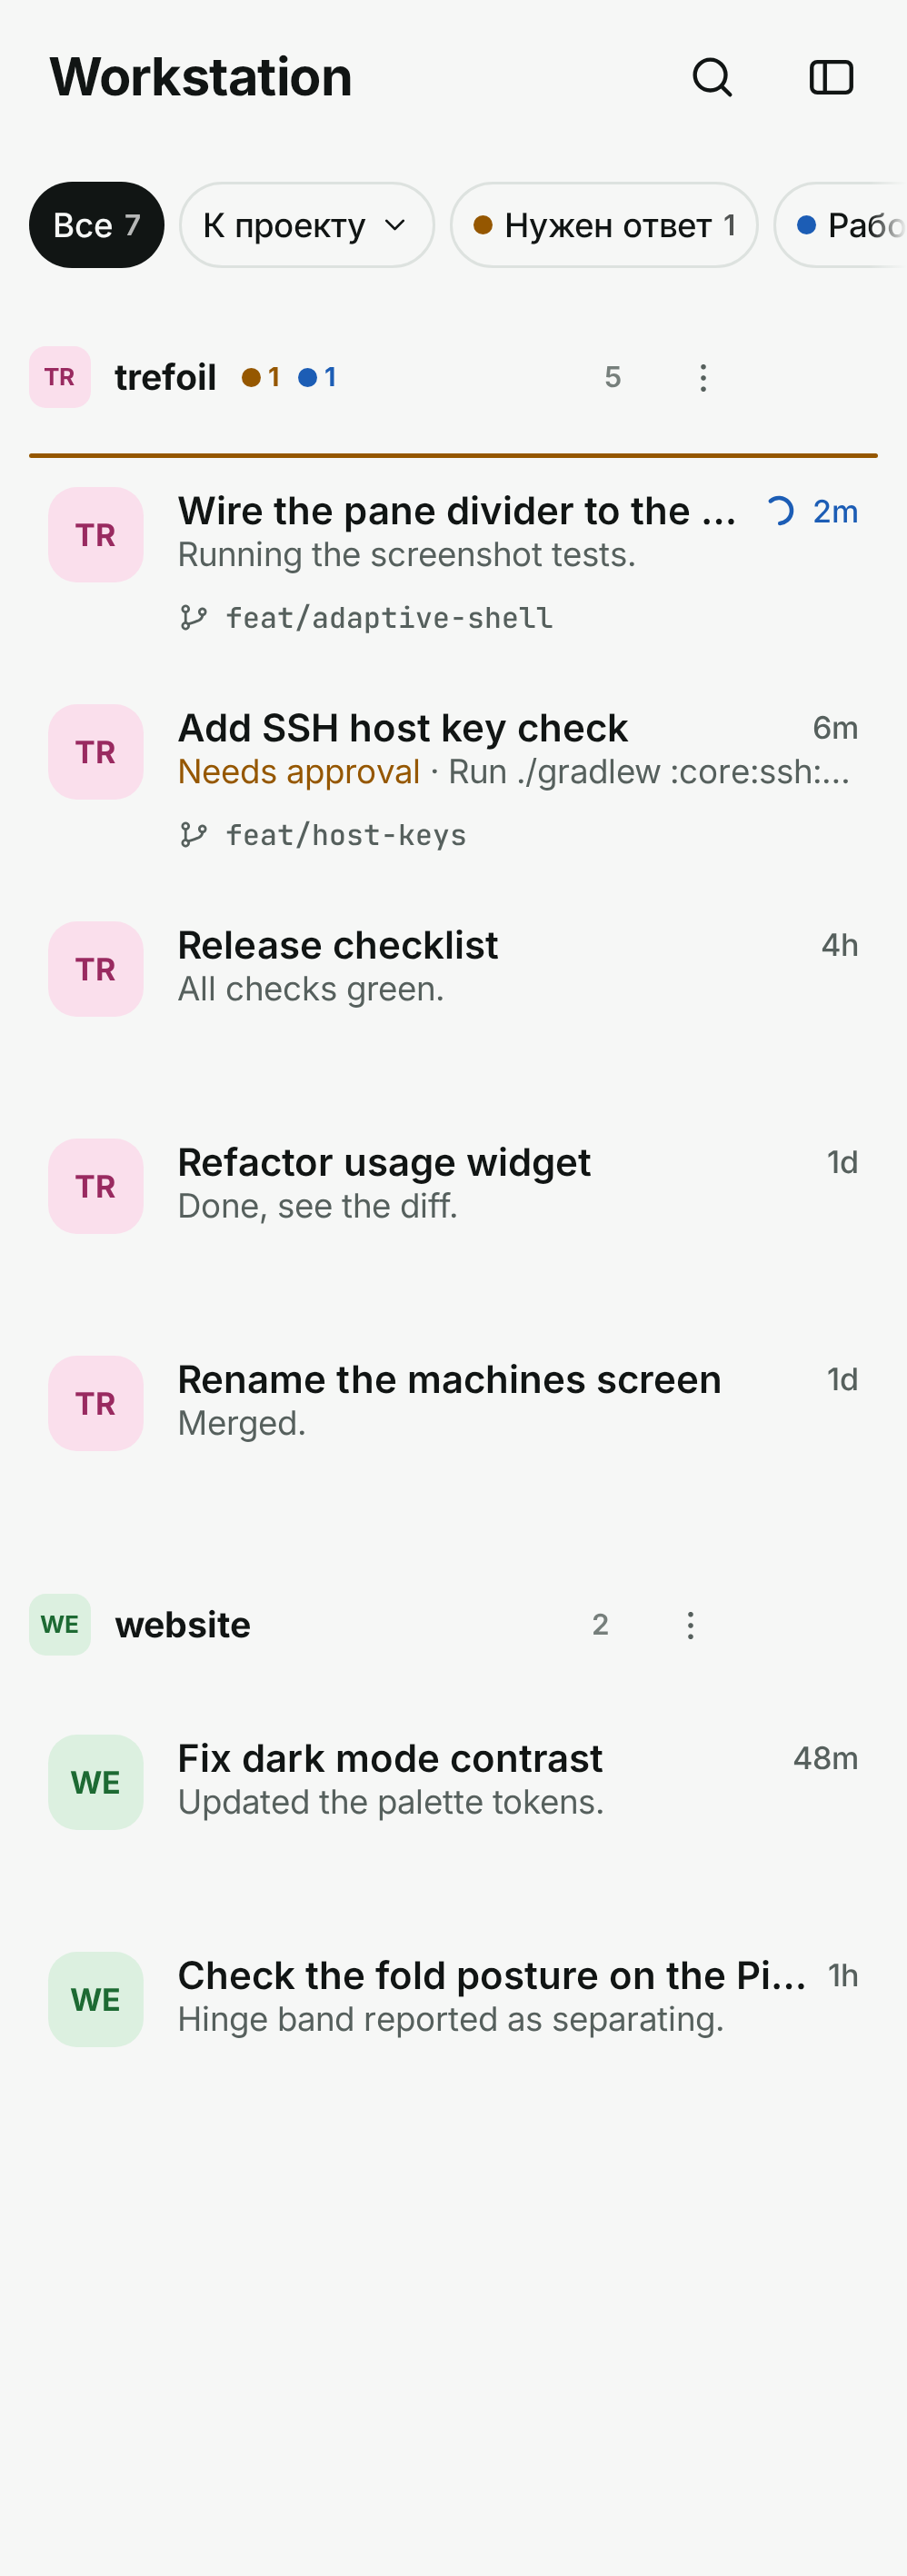 Workstation
Все 7 К проекту Нужен ответ 1
TR trefoil 1 1 5
TR Wire the pane divider to the ... 2m
Running the screenshot tests.
feat/adaptive-shell
TR Add SSH host key check 6m
Needs approval · Run ./gradlew :core:ssh:...
feat/host-keys
TR Release checklist 4h
All checks green.
TR Refactor usage widget 1d
Done, see the diff.
TR Rename the machines screen 1d
Merged.
WE website 2
WE Fix dark mode contrast 48m
Updated the palette tokens.
WE Check the fold posture on the Pi... 1h
Hinge band reported as separating.